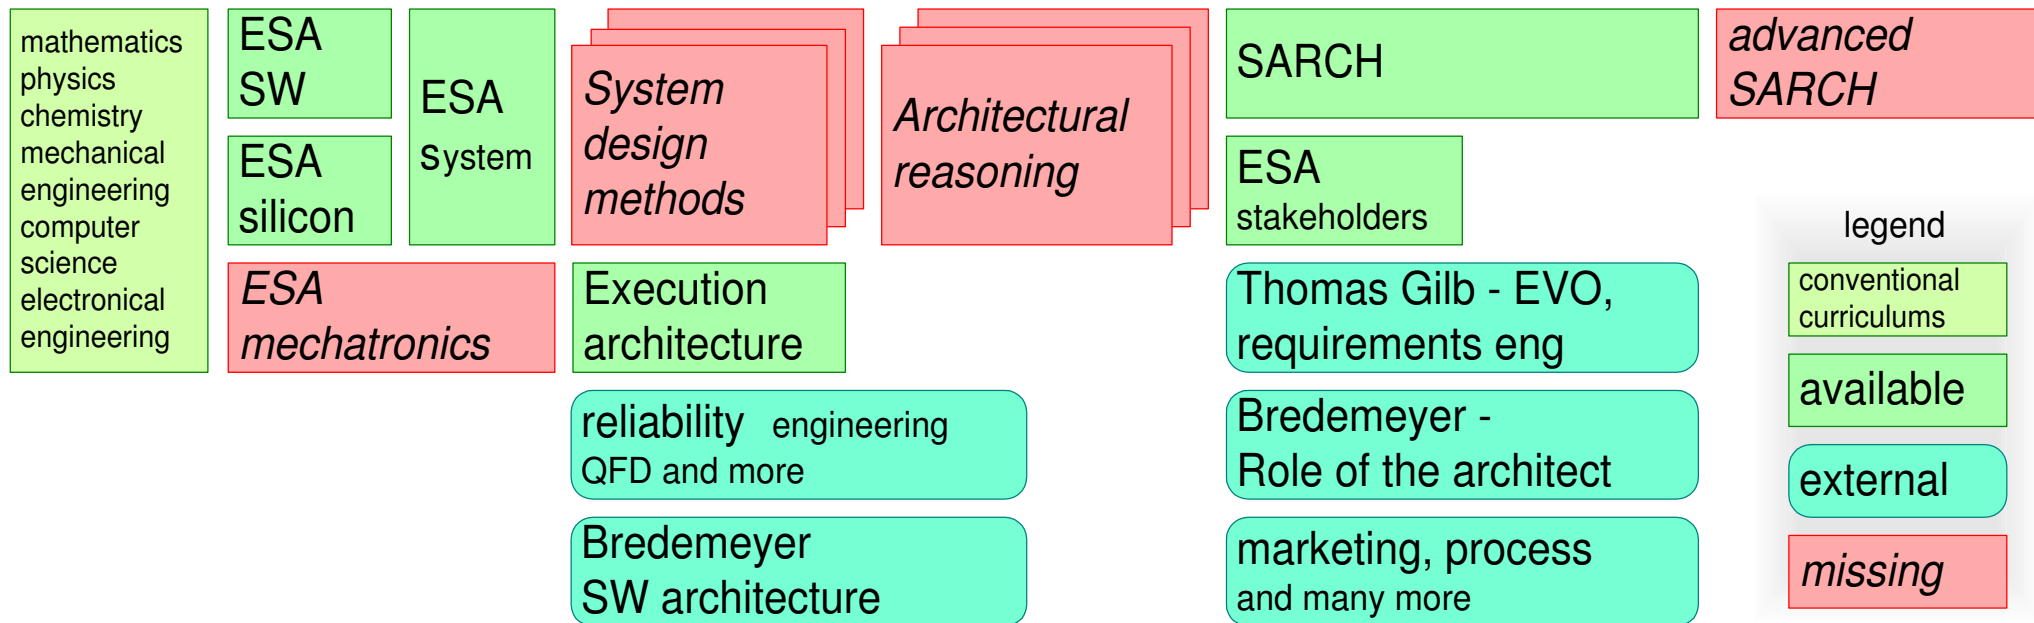 mathematics
physics
chemistry
mechanical
engineering
computer
science
electronical
engineering
ESA
SW
ESA
silicon
ESA
system
ESA
mechatronics
System
design
methods
Execution
architecture
reliability engineering
QFD and more
Bredemeyer
SW architecture
Architectural
reasoning
SARCH
ESA
stakeholders
Thomas Gilb - EVO,
requirements eng
Bredemeyer -
Role of the architect
marketing, process
and many more
advanced
SARCH
legend
conventional
curriculums
available
external
missing